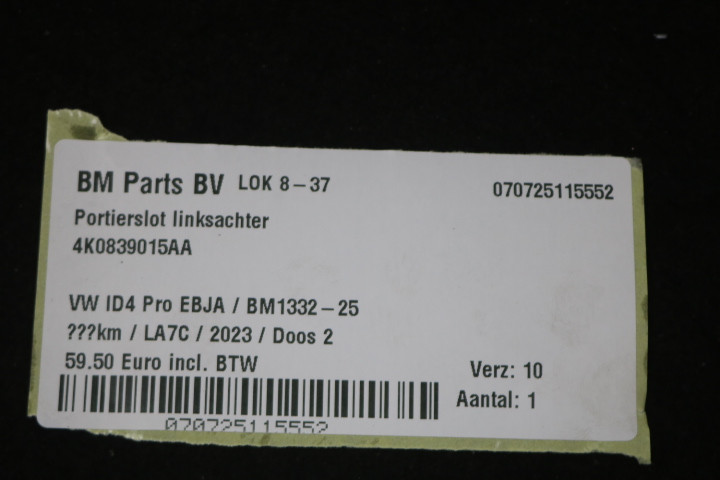 BM Parts BV LOK 8-37 070725115552
Portierslot linksachter
4K0839015AA
VW ID4 Pro EBJA / BM1332-25
???km / LA7C / 2023 / Doos 2
59.50 Euro incl. BTW
Verz: 10
Aantal: 1
070725115552